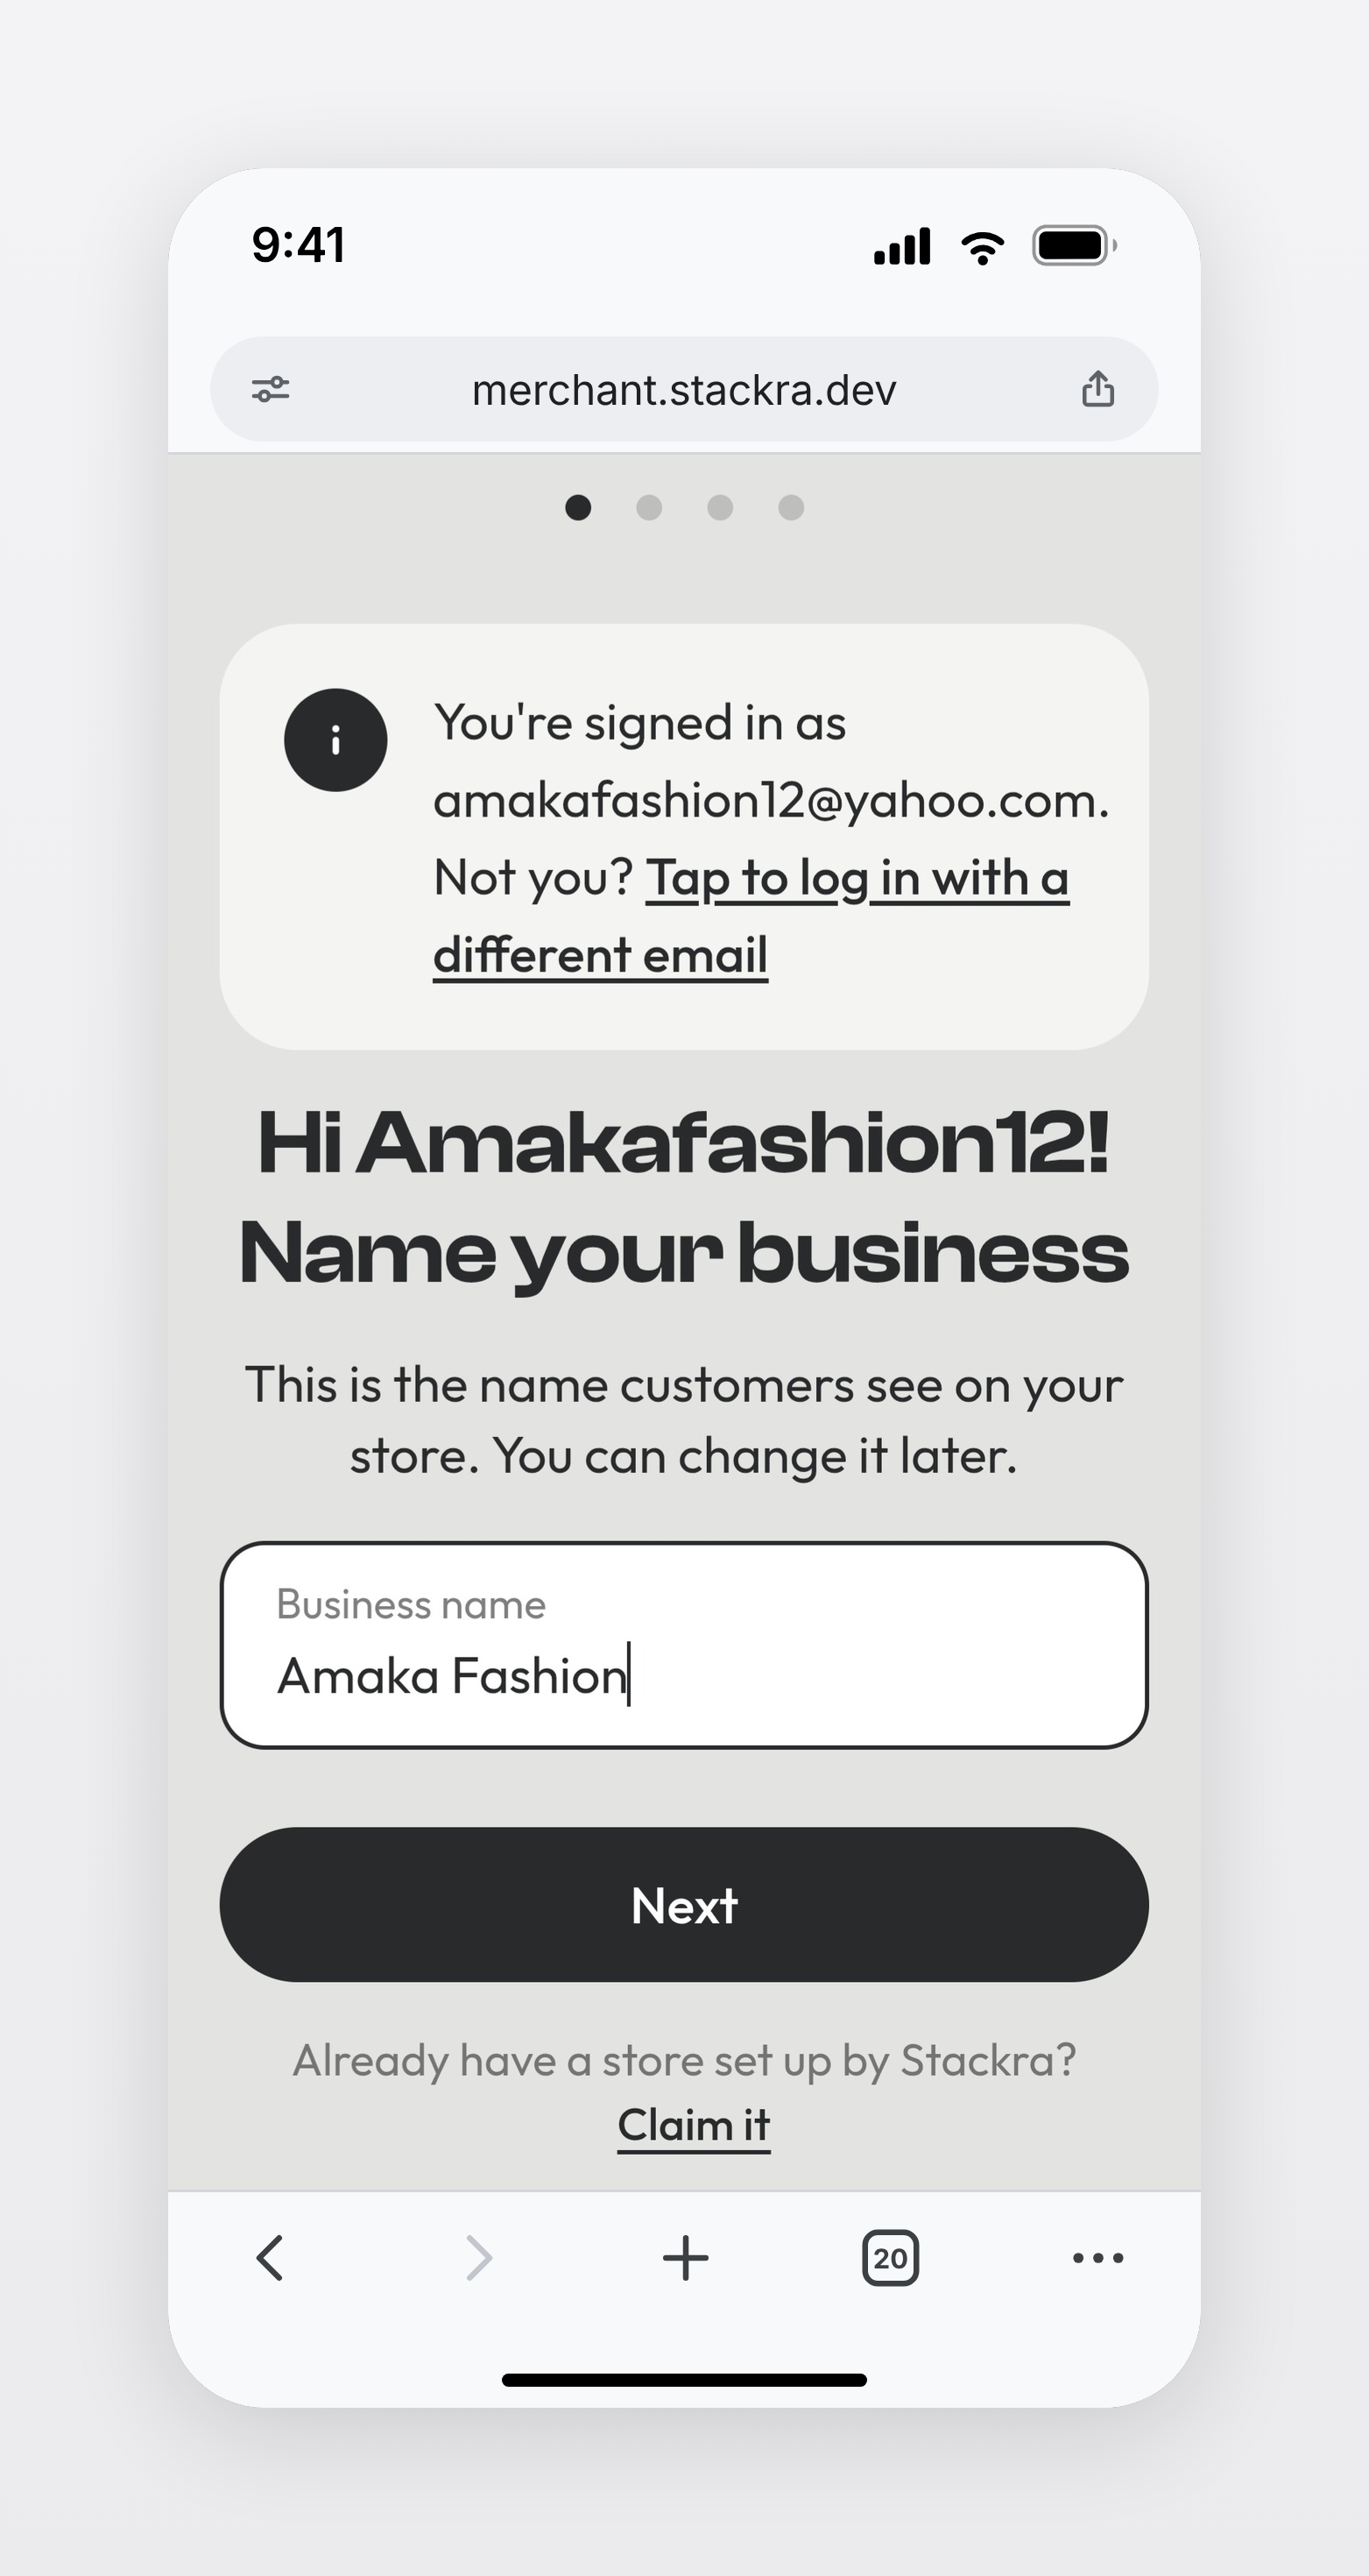 9:41
merchant.stackra.dev
You're signed in as
amakafashion12@yahoo.com.
Not you? Tap to log in with a
different email
Hi Amakafashion12!
Name your business
This is the name customers see on your
store. You can change it later.
Business name
Amaka Fashion
Next
Already have a store set up by Stackra?
Claim it
20